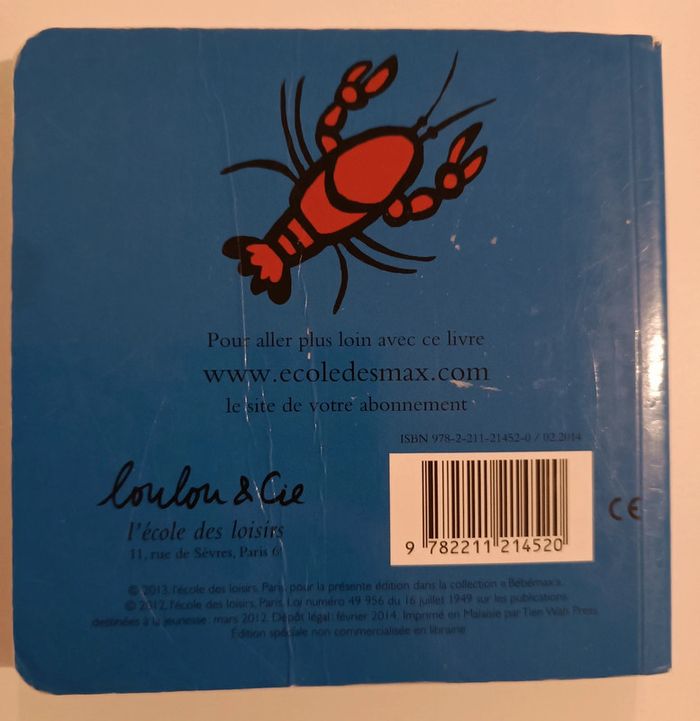 Pour aller plus loin avec ce livre
www.ecoledesmax.com
le site de votre abonnement
ISBN 978-2-211-21452-0 / 02.2014
loulou & Cie
l'école des loisirs
11, rue de Sèvres, Paris 6e
9 782211 214520
CE
© 2013, l'école des loisirs, Paris, pour la présente édition dans la collection « Bébémax ».
© 2012, l'école des loisirs, Paris. Loi numéro 49 956 du 16 juillet 1949 sur les publications
destinées à la jeunesse : mars 2012. Dépôt légal : février 2014. Imprimé en Malaisie par Tien Wah Press.
Édition spéciale non commercialisée en librairie